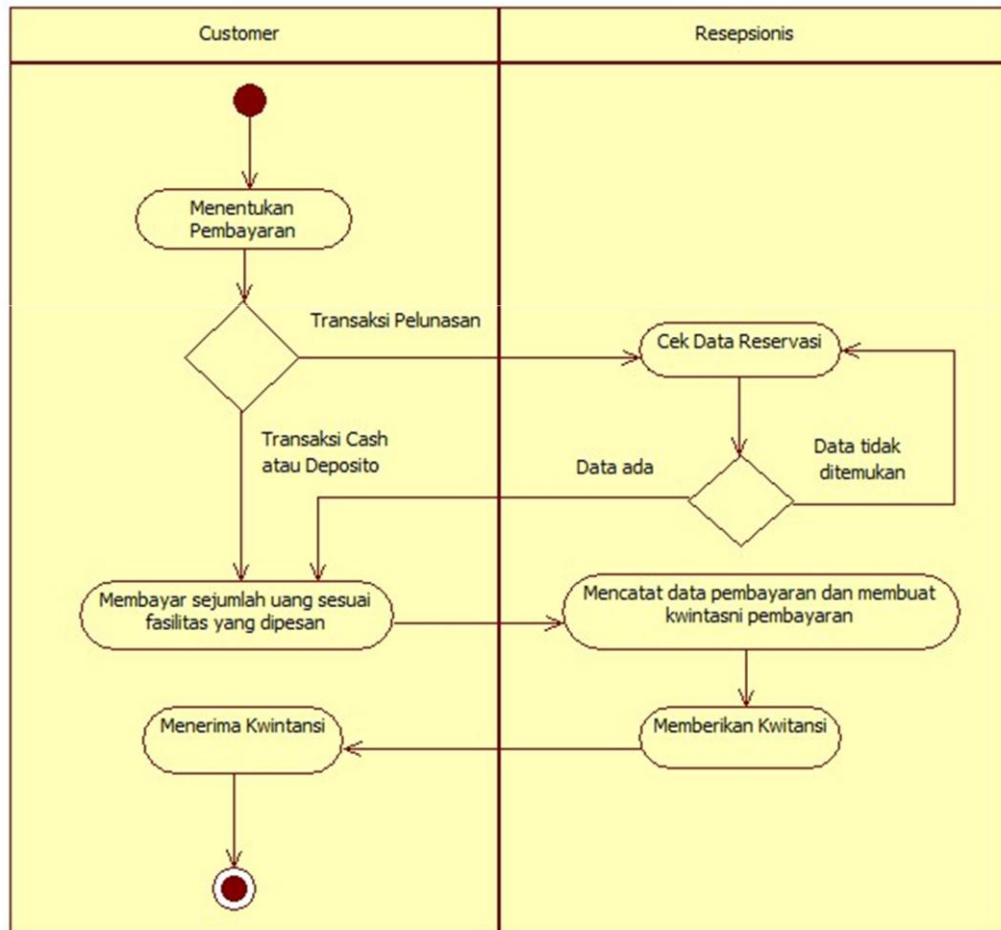 Customer
Resepsionis
Menentukan
Pembayaran
Transaksi Pelunasan
Cek Data Reservasi
Transaksi Cash
atau Deposito
Data ada
Data tidak
ditemukan
Membayar sejumlah uang sesuai
fasilitas yang dipesan
Mencatat data pembayaran dan membuat
kwintasni pembayaran
Menerima Kwintansi
Memberikan Kwitansi